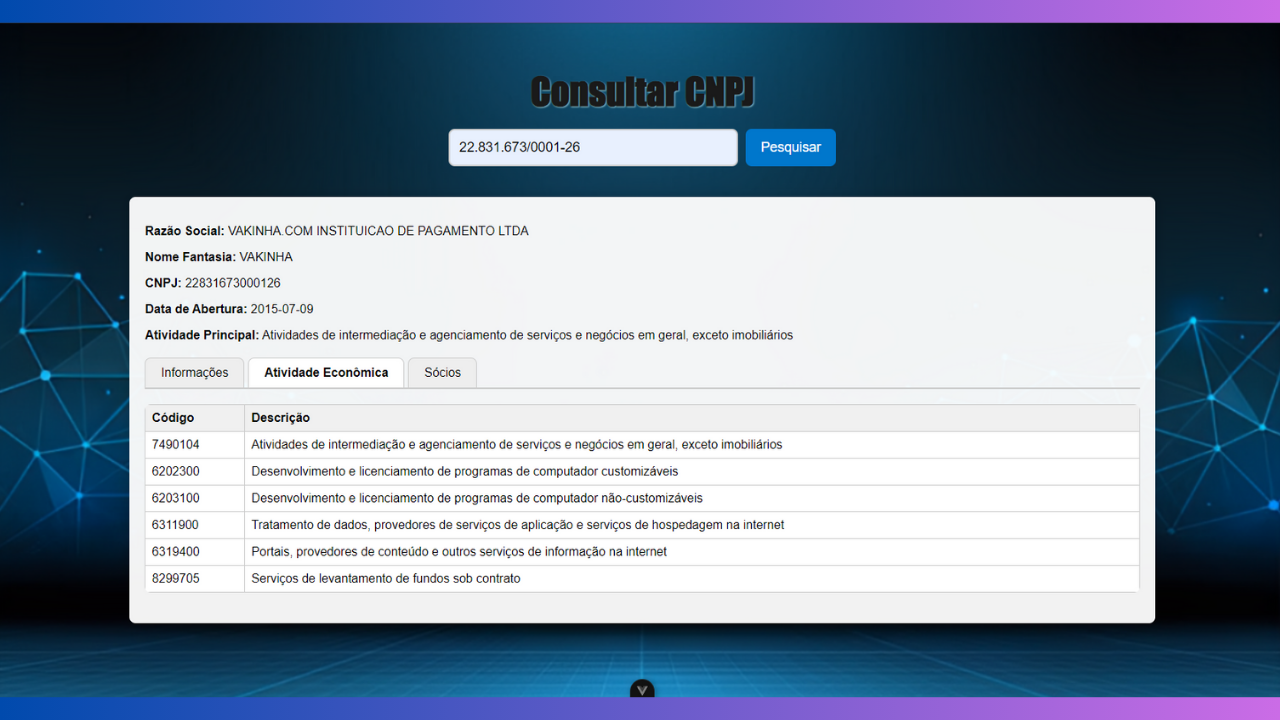 Consultar CNPJ
22.831.673/0001-26
Pesquisar
Razão Social: VAKINHA.COM INSTITUICAO DE PAGAMENTO LTDA
Nome Fantasia: VAKINHA
CNPJ: 22831673000126
Data de Abertura: 2015-07-09
Atividade Principal: Atividades de intermediação e agenciamento de serviços e negócios em geral, exceto imobiliários
Informações Atividade Econômica Sócios
Código Descrição
7490104 Atividades de intermediação e agenciamento de serviços e negócios em geral, exceto imobiliários
6202300 Desenvolvimento e licenciamento de programas de computador customizáveis
6203100 Desenvolvimento e licenciamento de programas de computador não-customizáveis
6311900 Tratamento de dados, provedores de serviços de aplicação e serviços de hospedagem na internet
6319400 Portais, provedores de conteúdo e outros serviços de informação na internet
8299705 Serviços de levantamento de fundos sob contrato